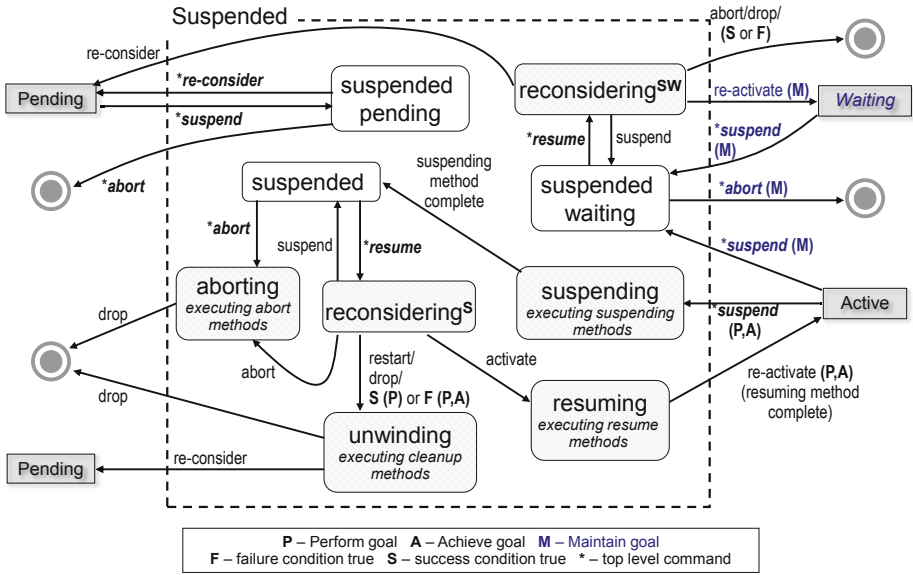 Suspended
abort/drop/
(S or F)
re-consider
Pending
*re-consider
*suspend
suspended
pending
reconsideringSW
re-activate (M)
Waiting
*suspend
(M)
*resume
suspend
*abort
suspending
method
complete
suspended
suspended
waiting
*abort (M)
*abort
suspend
*resume
*suspend (M)
aborting
executing abort
methods
reconsideringS
suspending
executing suspending
methods
*suspend
(P,A)
Active
drop
abort
restart/
drop/
S (P) or F (P,A)
activate
resuming
executing resume
methods
re-activate (P,A)
(resuming method
complete)
drop
unwinding
executing cleanup
methods
re-consider
Pending
P – Perform goal A – Achieve goal M – Maintain goal
F – failure condition true S – success condition true * – top level command